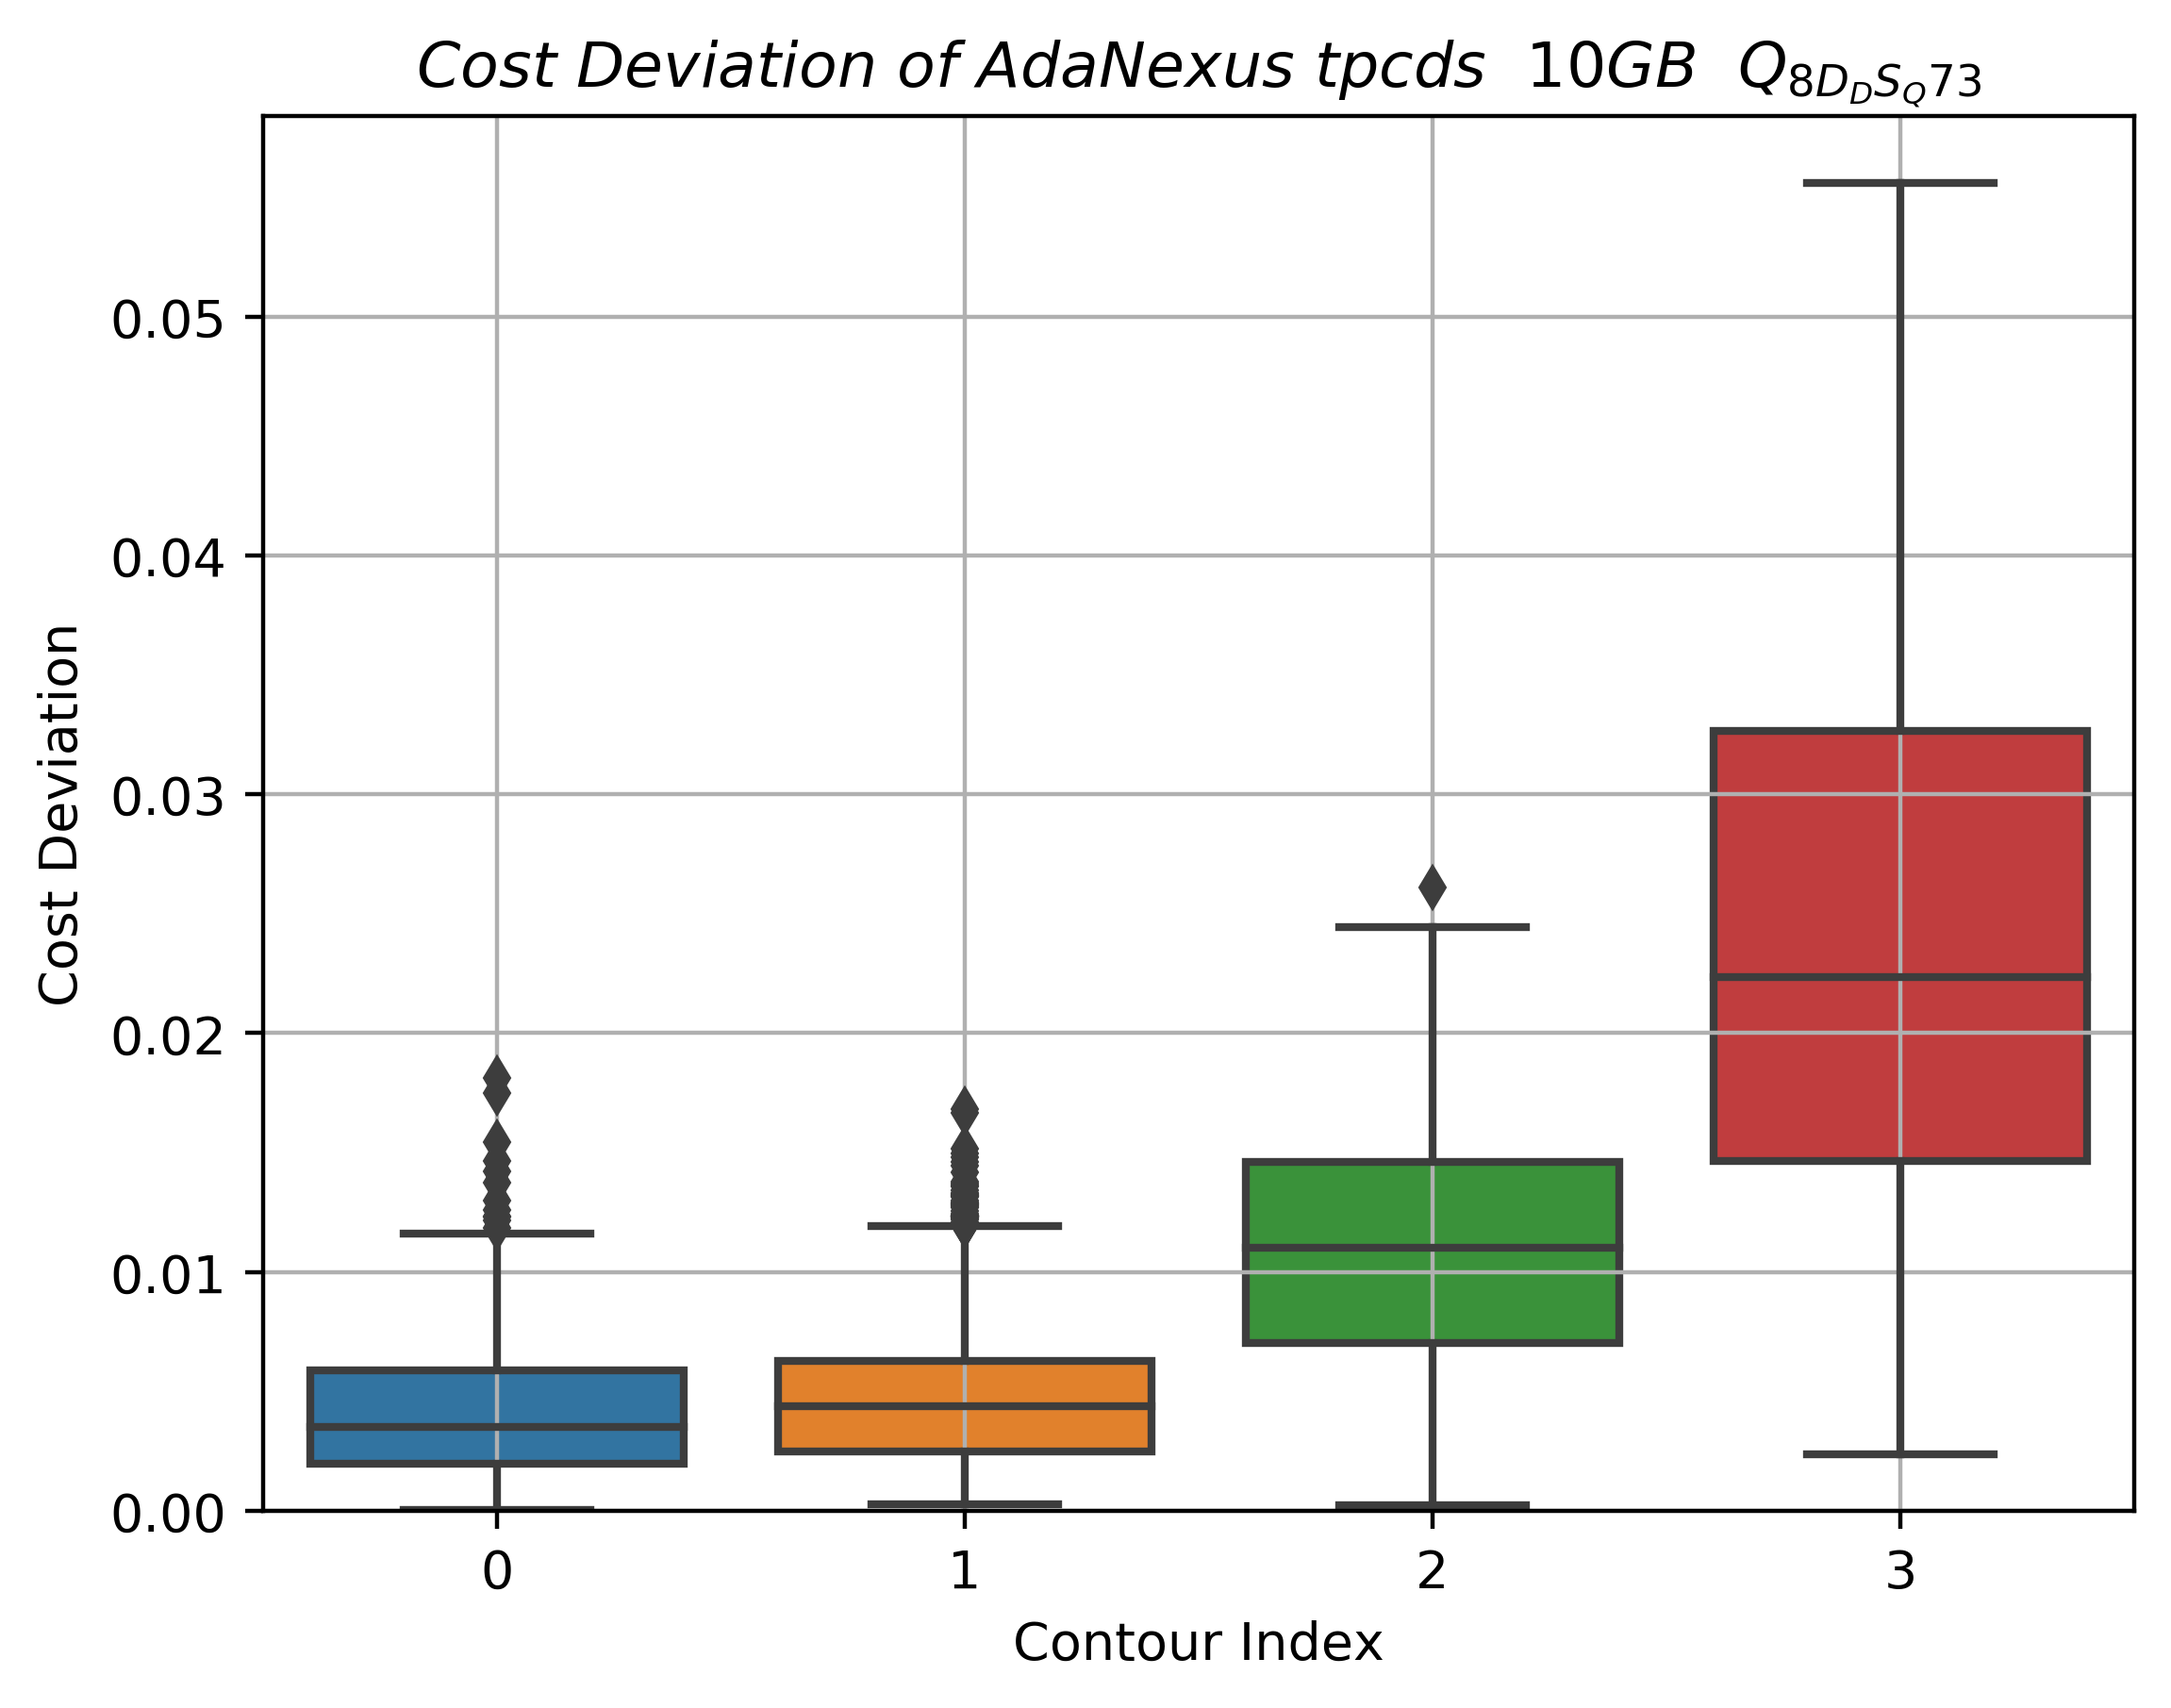 Cost Deviation of AdaNexus tpcds 10GB Q8DDSQ73
0.05
0.04
0.03
0.02
0.01
0.00
Cost Deviation
0 1 2 3
Contour Index